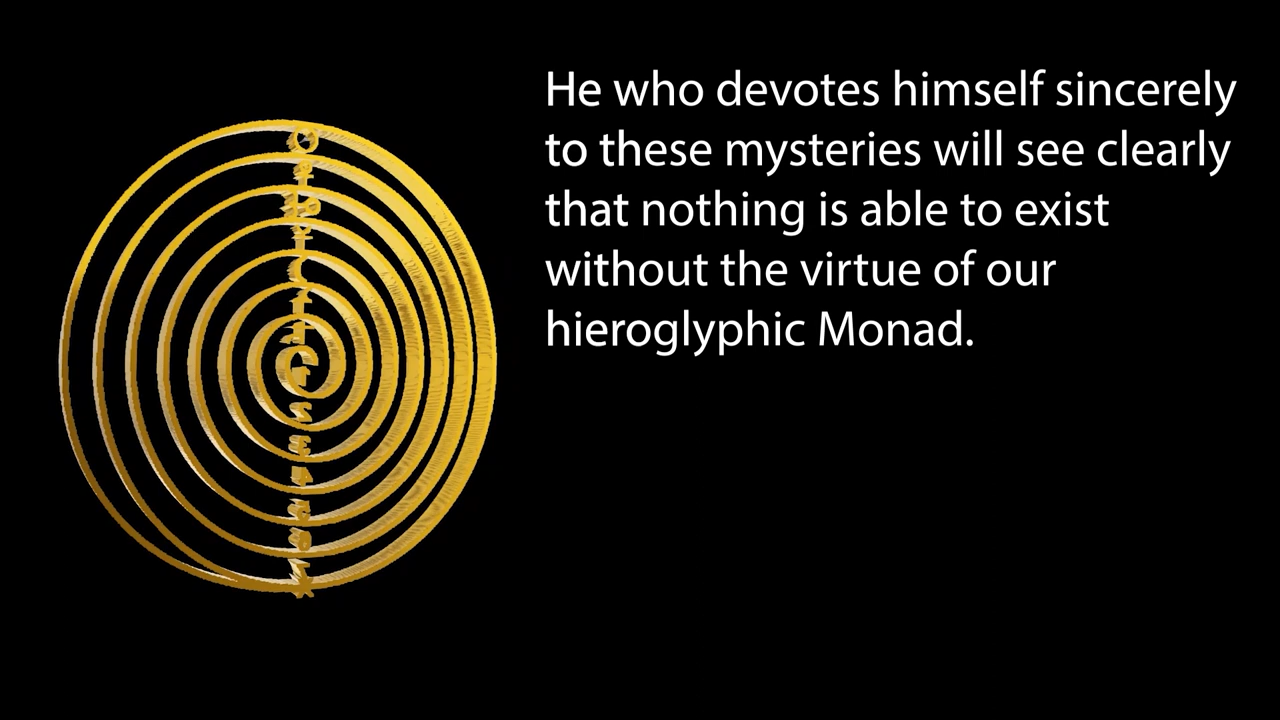 He who devotes himself sincerely
to these mysteries will see clearly
that nothing is able to exist
without the virtue of our
hieroglyphic Monad.